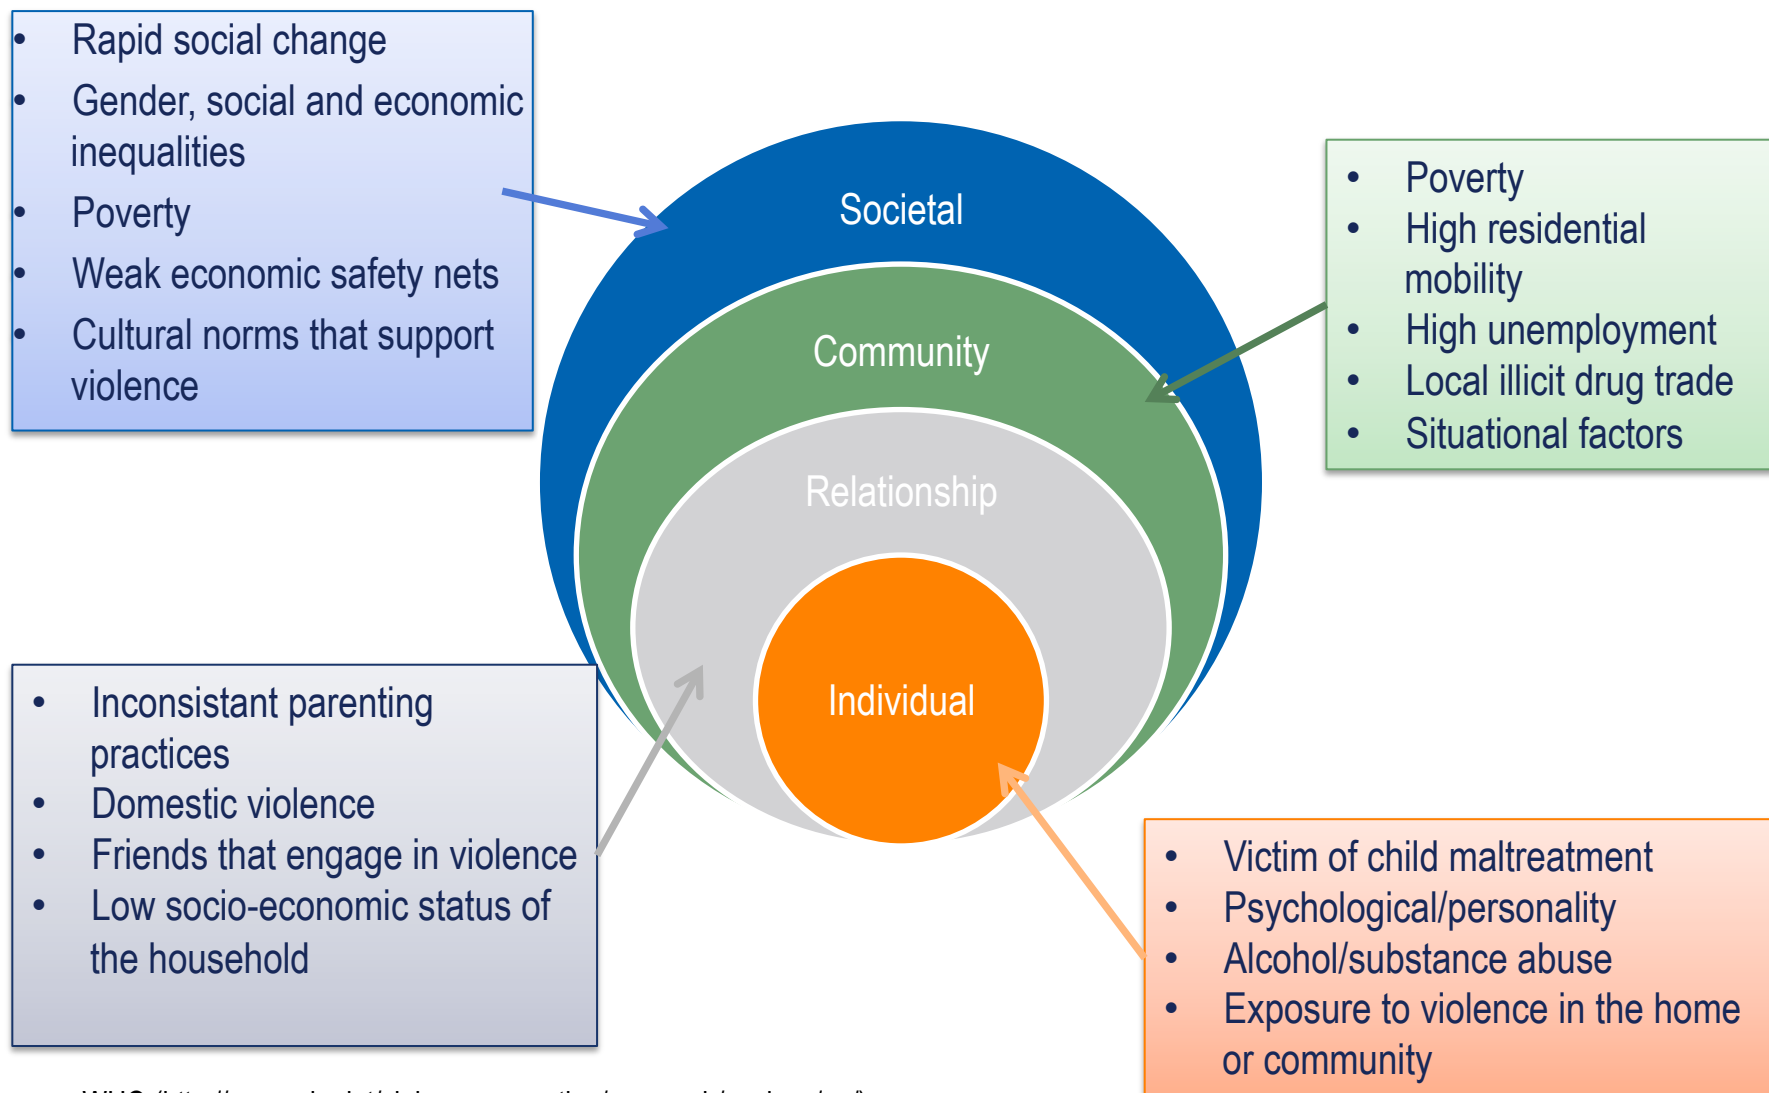 • Rapid social change
• Gender, social and economic
inequalities
• Poverty
• Weak economic safety nets
• Cultural norms that support
violence
Societal
Community
Relationship
Individual
• Poverty
• High residential
mobility
• High unemployment
• Local illicit drug trade
• Situational factors
• Inconsistant parenting
practices
• Domestic violence
• Friends that engage in violence
• Low socio-economic status of
the household
• Victim of child maltreatment
• Psychological/personality
• Alcohol/substance abuse
• Exposure to violence in the home
or community